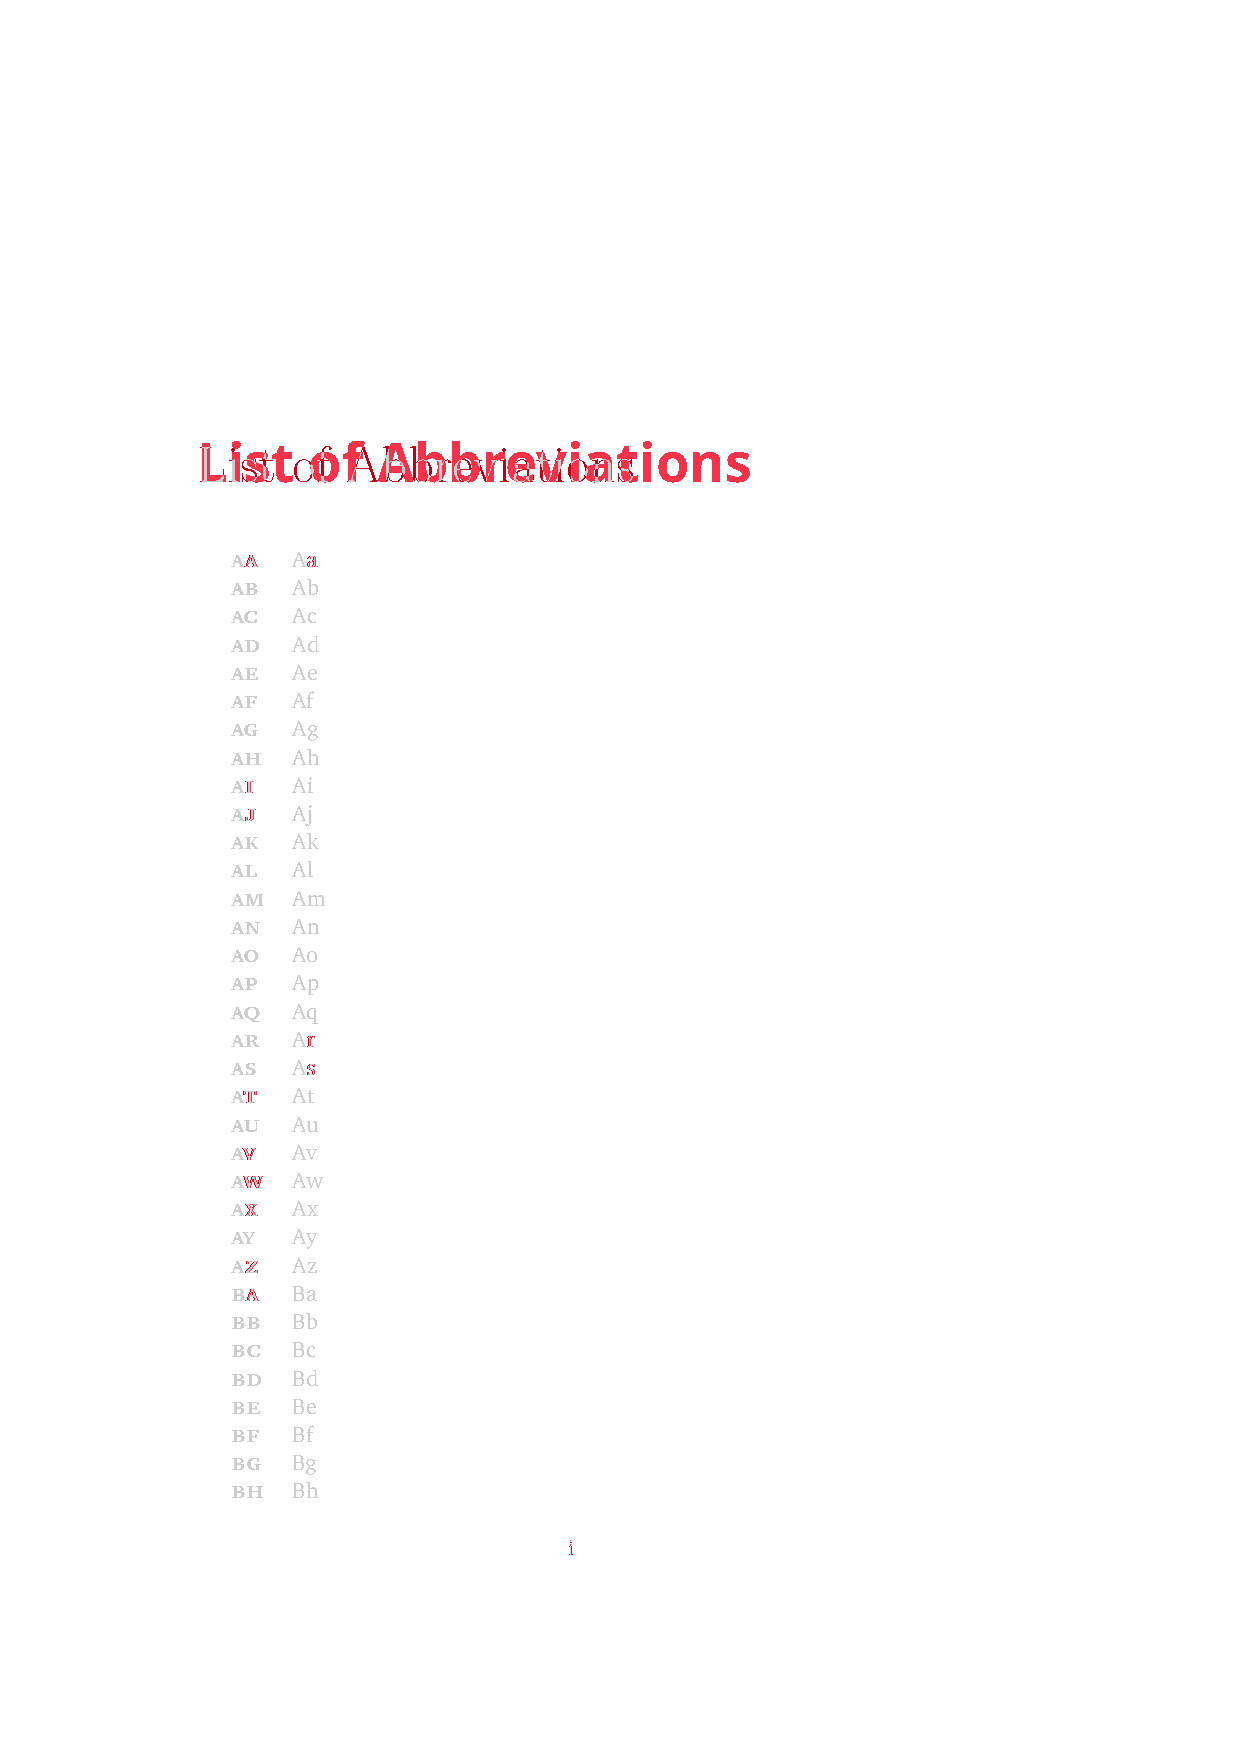 List of Abbreviations
AA Aa
AB Ab
AC Ac
AD Ad
AE Ae
AF Af
AG Ag
AH Ah
AI Ai
AJ Aj
AK Ak
AL Al
AM Am
AN An
AO Ao
AP Ap
AQ Aq
AR Ar
AS As
AT At
AU Au
AV Av
AW Aw
AX Ax
AY Ay
AZ Az
BA Ba
BB Bb
BC Bc
BD Bd
BE Be
BF Bf
BG Bg
BH Bh
i